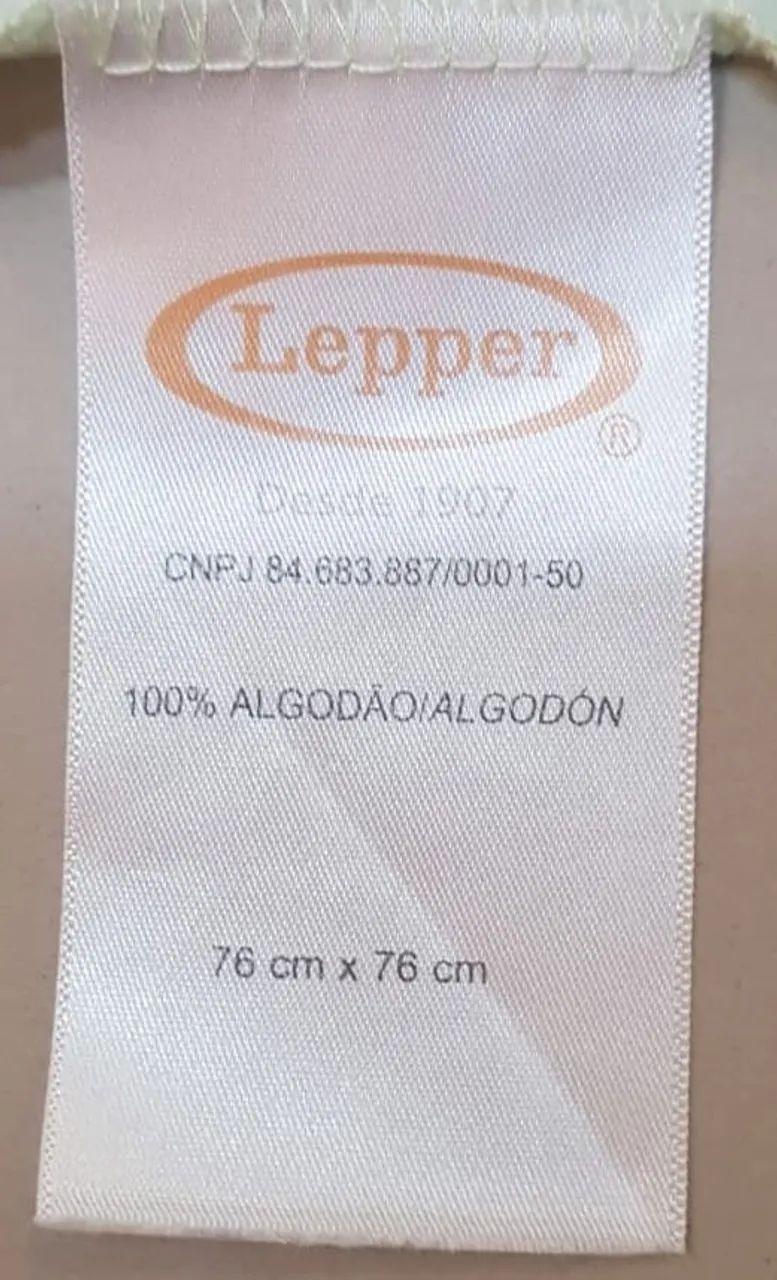 Lepper
®
Desde 1907
CNPJ 84.683.887/0001-50
100% ALGODÃO/ALGODÓN
76 cm x 76 cm